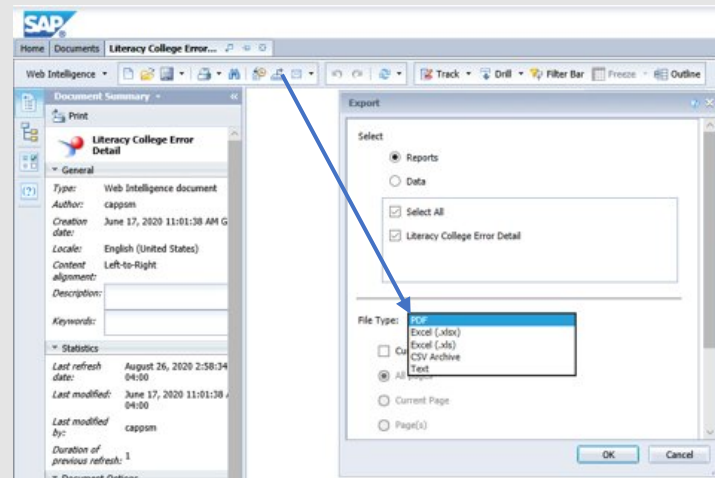 SAP
Home Documents Literacy College Error...
Web Intelligence Track Drill Filter Bar Freeze Outline
Document Summary
Print
Literacy College Error
Detail
General
Type: Web Intelligence document
Author: cappsm
Creation date: June 17, 2020 11:01:38 AM G
Locale: English (United States)
Content alignment: Left-to-Right
Description:
Keywords:
Statistics
Last refresh date: August 26, 2020 2:58:34
04:00
Last modified: June 17, 2020 11:01:38
04:00
Last modified by: cappsm
Duration of previous refresh: 1
Document Options
Export
Select
Reports
Data
Select All
Literacy College Error Detail
File Type: PDF
Excel (.xlsx)
Excel (.xls)
CSV Archive
Text
Cu
All pages
Current Page
Page(s)
OK Cancel